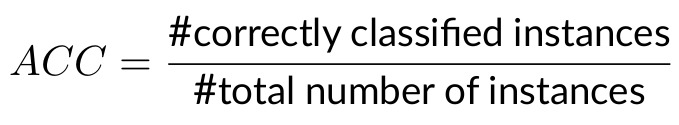 ACC = #correctly classified instances
#total number of instances